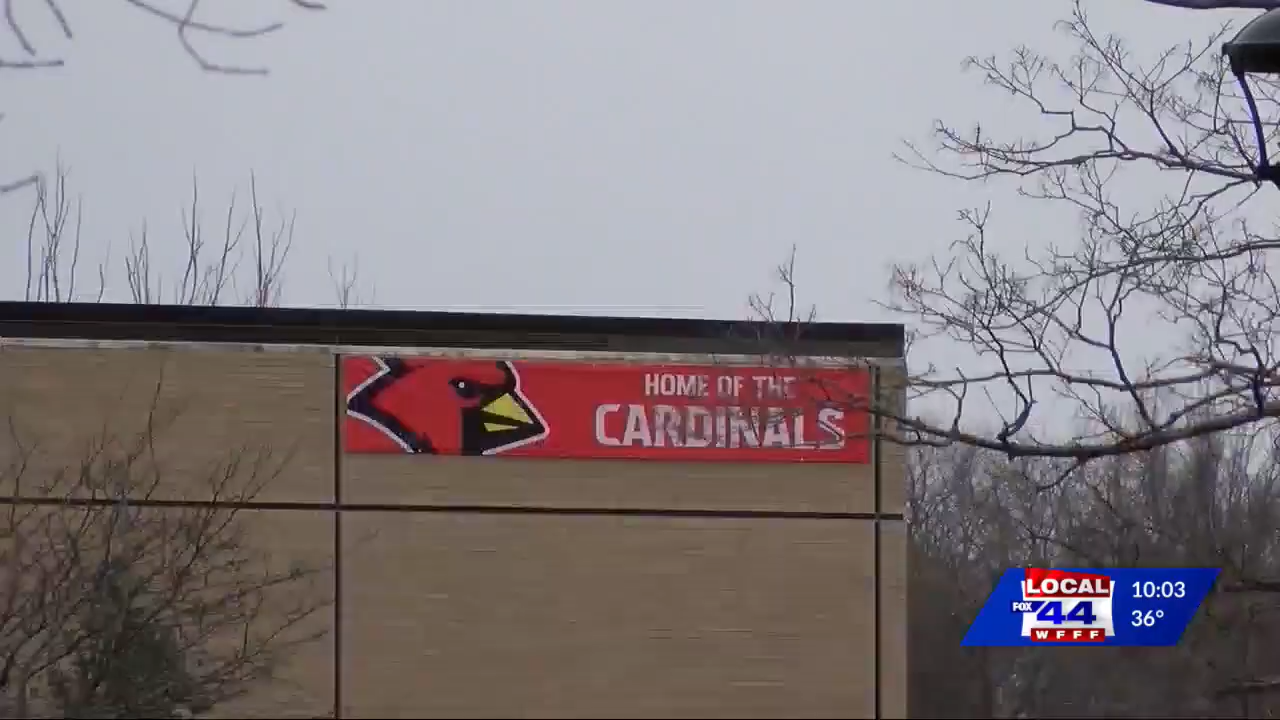 HOME OF THE
CARDINALS
LOCAL
FOX 44
WFFF
10:03
36°